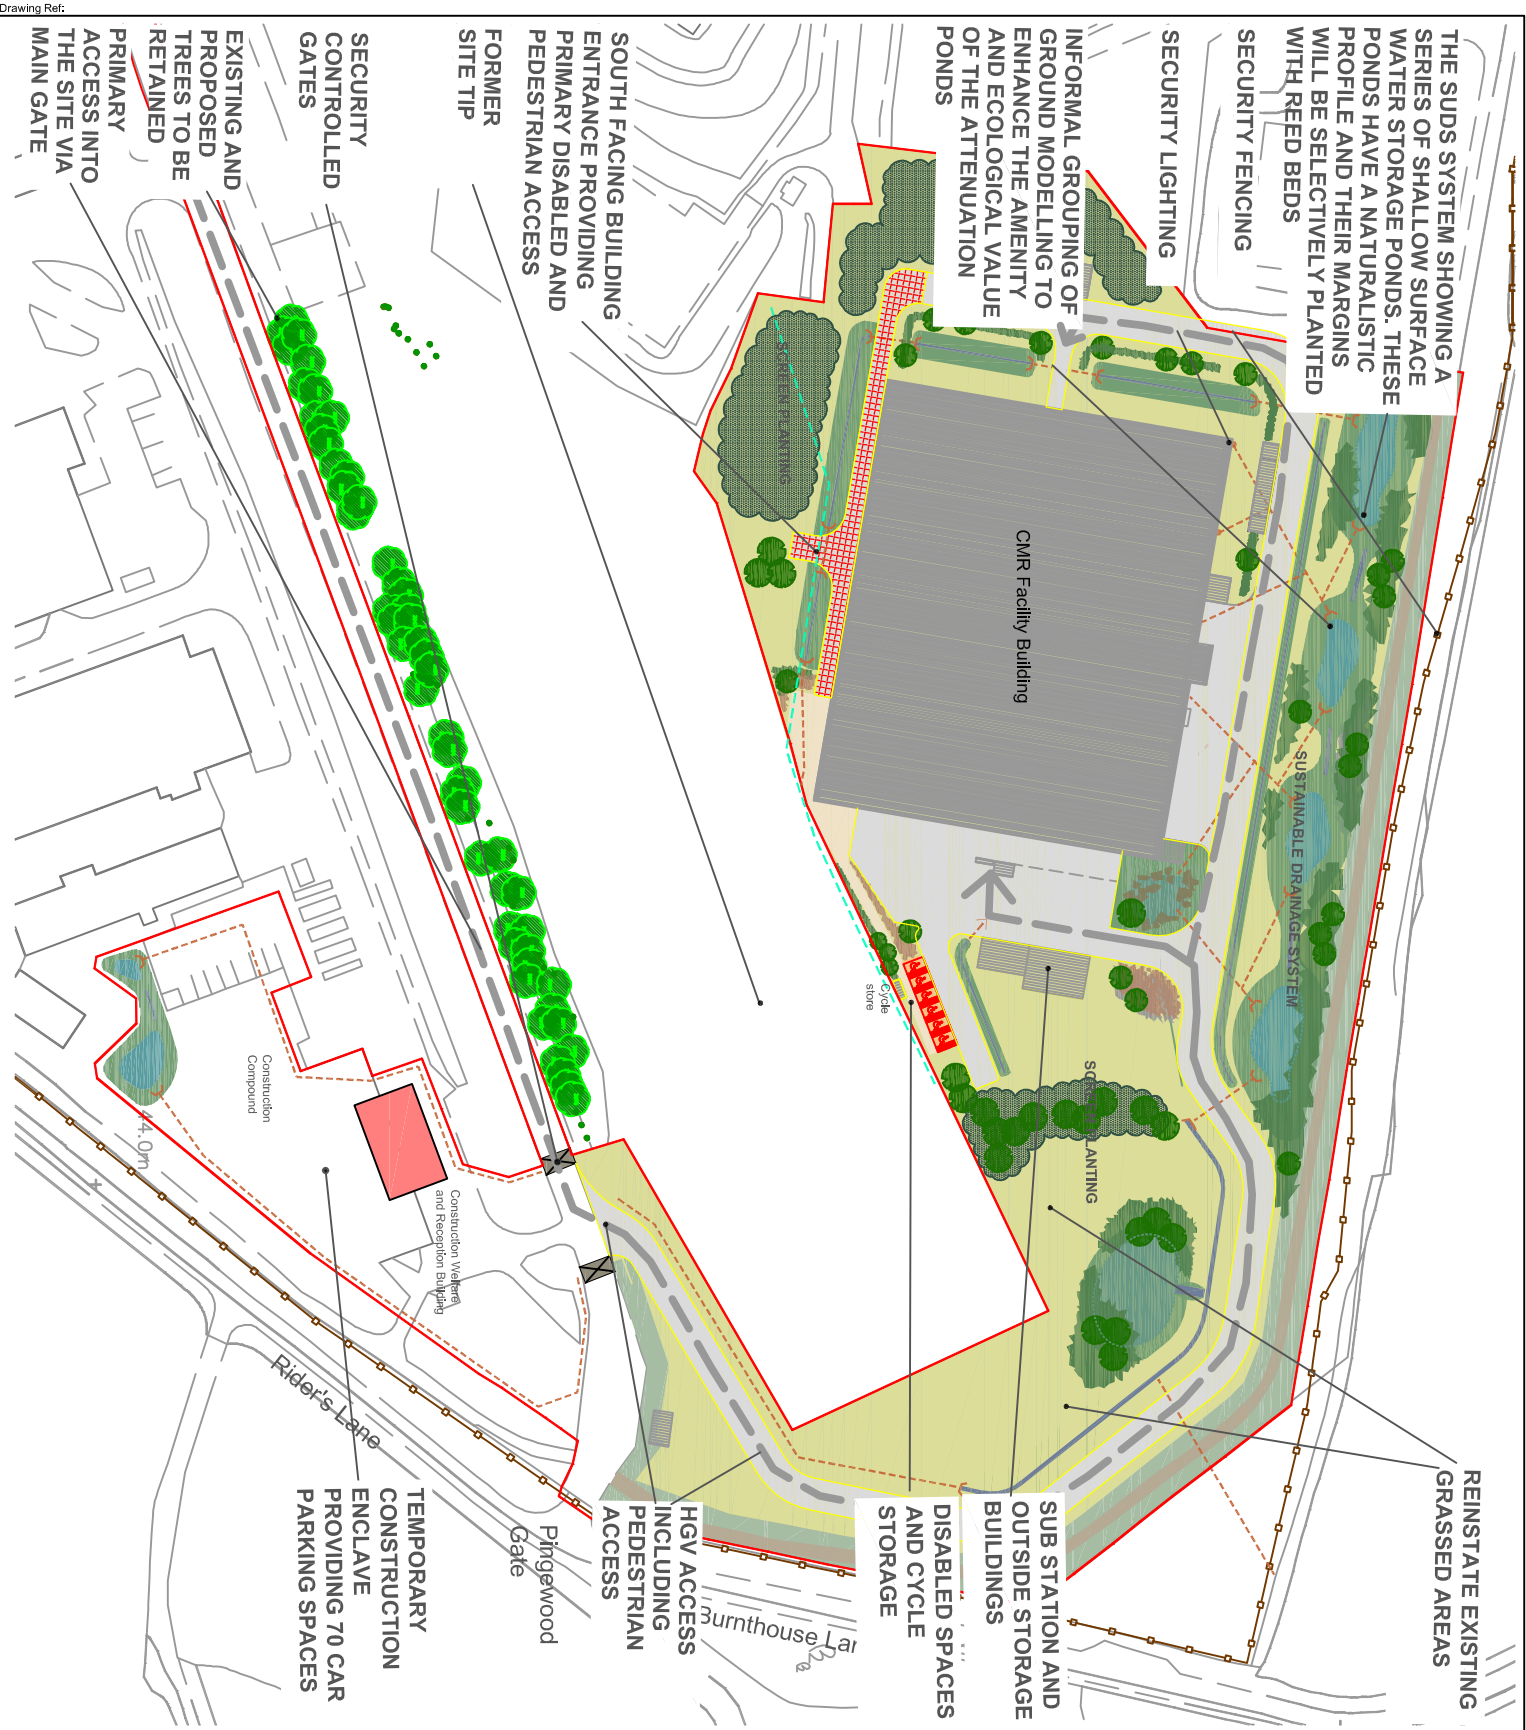 Drawing Ref:
THE SUDS SYSTEM SHOWING A
SERIES OF SHALLOW SURFACE
WATER STORAGE PONDS. THESE
PONDS HAVE A NATURALISTIC
PROFILE AND THEIR MARGINS
WILL BE SELECTIVELY PLANTED
WITH REED BEDS
SECURITY FENCING
SECURITY LIGHTING
INFORMAL GROUPING OF
GROUND MODELLING TO
ENHANCE THE AMENITY
AND ECOLOGICAL VALUE
OF THE ATTENUATION
PONDS
SOUTH FACING BUILDING
ENTRANCE PROVIDING
PRIMARY DISABLED AND
PEDESTRIAN ACCESS
FORMER
SITE TIP
SECURITY
CONTROLLED
GATES
EXISTING AND
PROPOSED
TREES TO BE
RETAINED
PRIMARY
ACCESS INTO
THE SITE VIA
MAIN GATE
SCREEN PLANTING
CMR Facility Building
SUSTAINABLE DRAINAGE SYSTEM
Cycle
store
SCREEN PLANTING
Construction
Compound
44.0m
Construction Welfare
and Reception Building
Rider's Lane
Pingewood
Gate
Burnthouse Lan
REINSTATE EXISTING
GRASSED AREAS
SUB STATION AND
OUTSIDE STORAGE
BUILDINGS
DISABLED SPACES
AND CYCLE
STORAGE
HGV ACCESS
INCLUDING
PEDESTRIAN
ACCESS
TEMPORARY
CONSTRUCTION
ENCLAVE
PROVIDING 70 CAR
PARKING SPACES